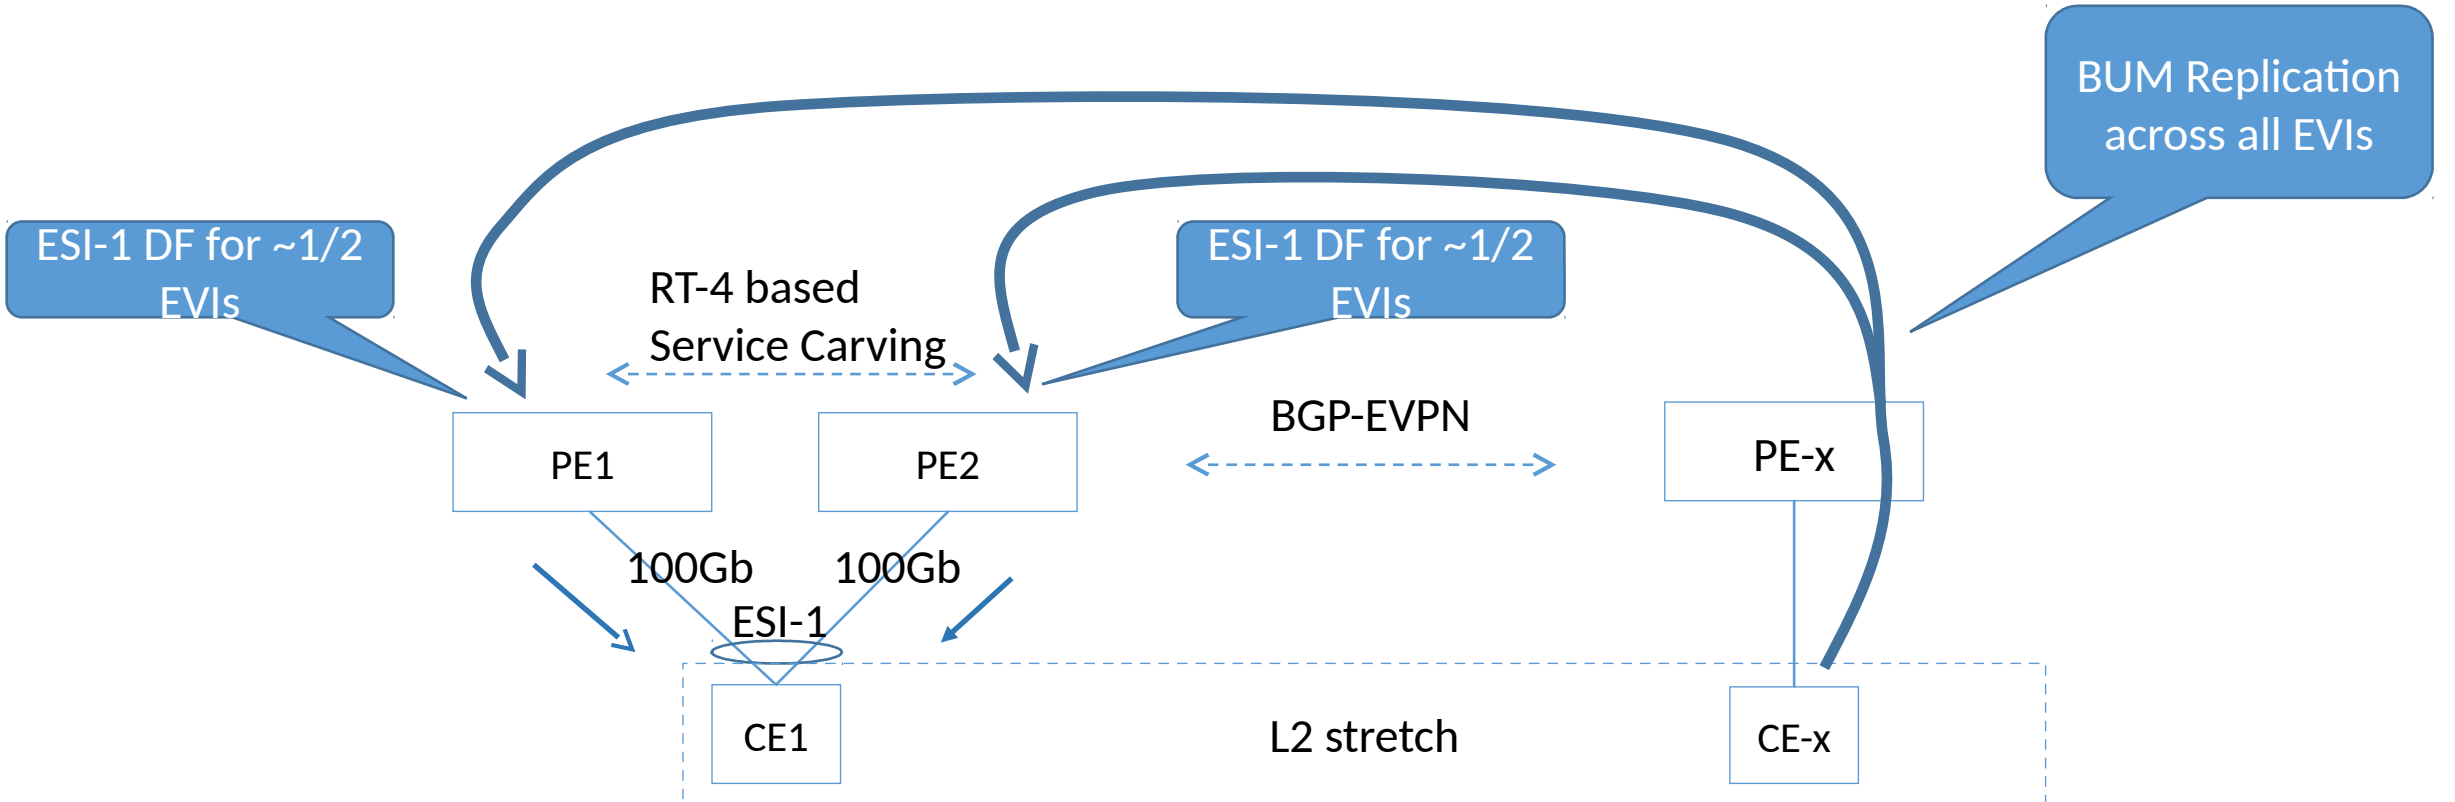 BUM Replication
across all EVIs
ESI-1 DF for ~1/2
EVIs
RT-4 based
Service Carving
ESI-1 DF for ~1/2
EVIs
BGP-EVPN
PE1
PE2
PE-x
100Gb
100Gb
ESI-1
CE1
L2 stretch
CE-x